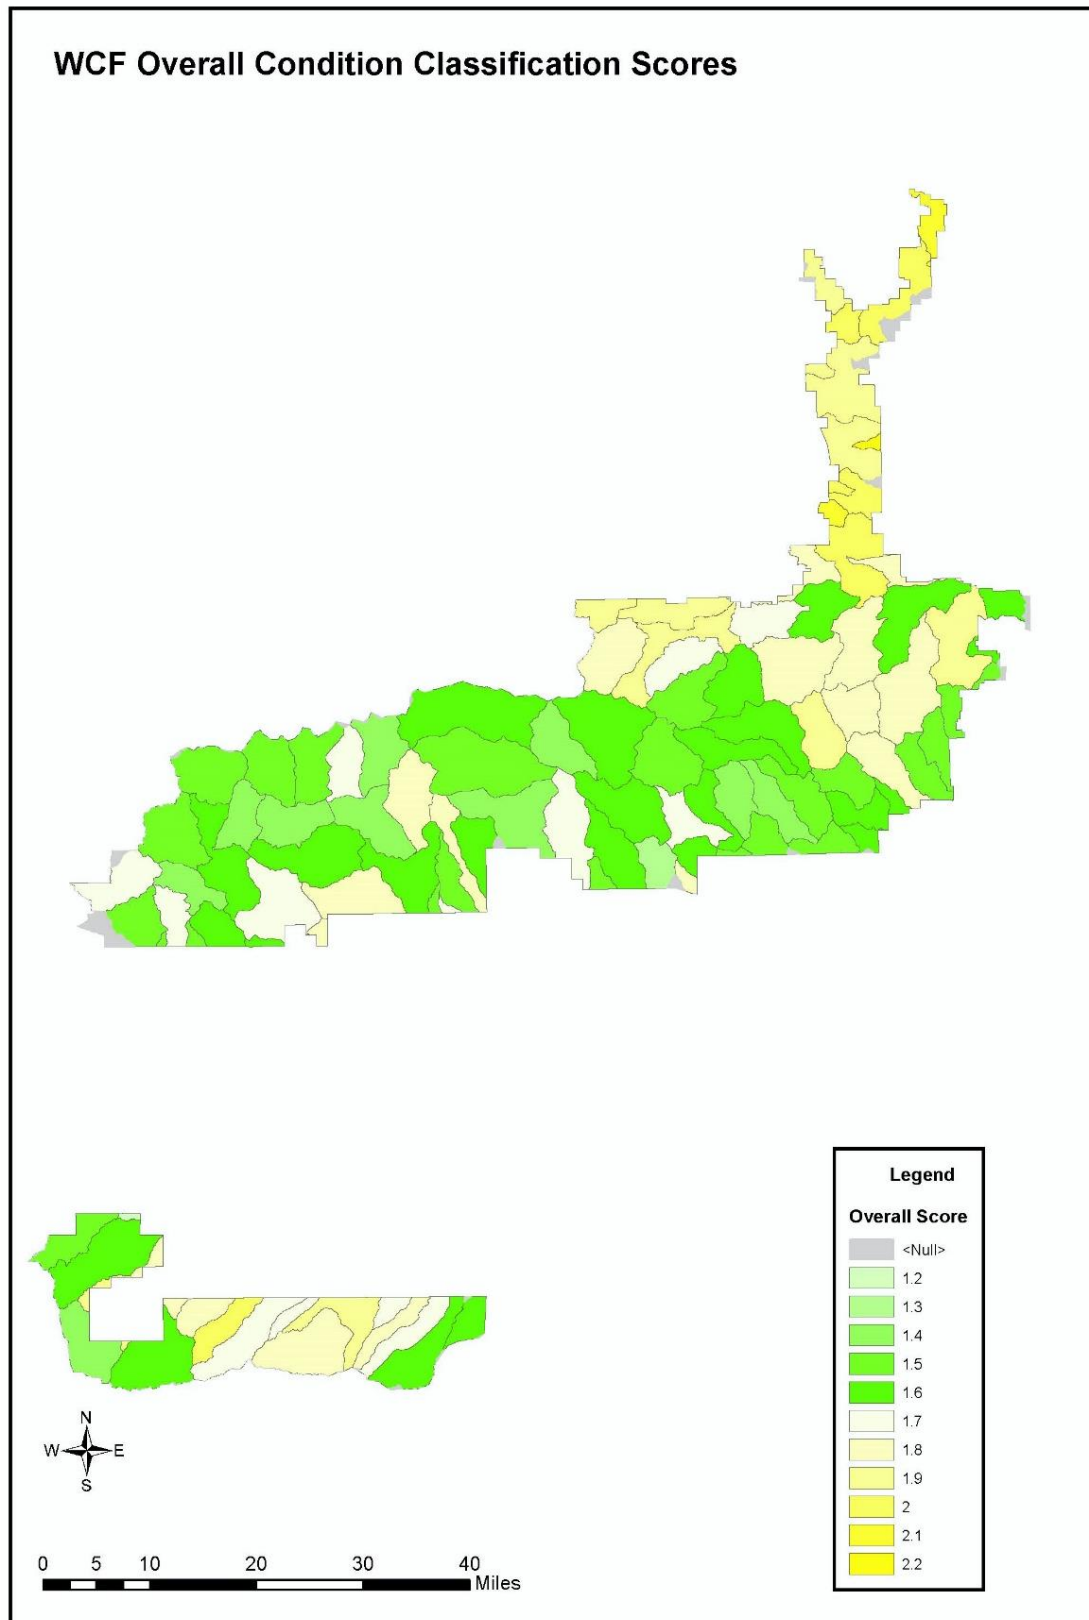 WCF Overall Condition Classification Scores
Legend
Overall Score
<Null>
1.2
1.3
1.4
1.5
1.6
1.7
1.8
1.9
2
2.1
2.2
N
W E
S
0 5 10 20 30 40
Miles